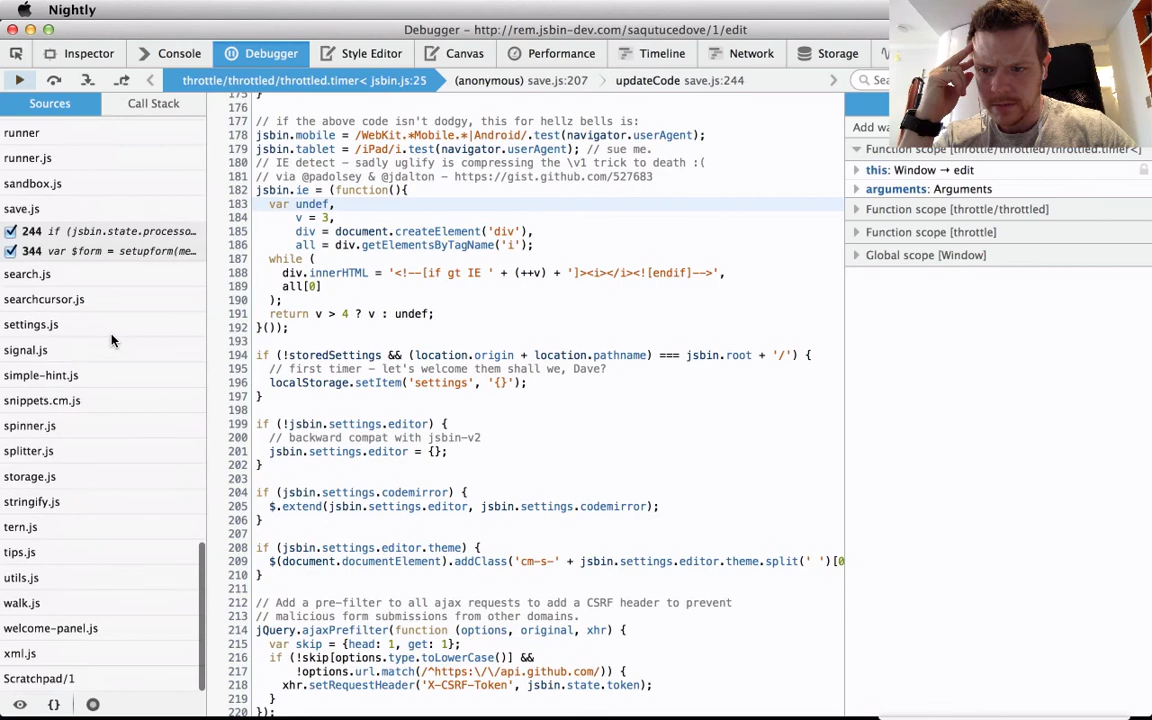 Nightly
Debugger - http://rem.jsbin-dev.com/saqutucedove/1/edit
Inspector
Console
Debugger
Style Editor
Canvas
Performance
Timeline
Network
Storage
throttle/throttled/throttled.timer< jsbin.js:25
(anonymous) save.js:207
updateCode save.js:244
Sea
Sources
Call Stack
runner
runner.js
sandbox.js
save.js
244 if (jsbin.state.processo…
344 var $form = setupform(me…
search.js
searchcursor.js
settings.js
signal.js
simple-hint.js
snippets.cm.js
spinner.js
splitter.js
storage.js
stringify.js
tern.js
tips.js
utils.js
walk.js
welcome-panel.js
xml.js
Scratchpad/1
{}
175 }
176
177 // if the above code isn't dodgy, this for hellz bells is:
178 jsbin.mobile = /WebKit.*Mobile.*|Android/.test(navigator.userAgent);
179 jsbin.tablet = /iPad/i.test(navigator.userAgent); // sue me.
180 // IE detect - sadly uglify is compressing the \v1 trick to death :(
181 // via @padolsey & @jdalton - https://gist.github.com/527683
182 jsbin.ie = (function(){
183 var undef,
184 v = 3,
185 div = document.createElement('div'),
186 all = div.getElementsByTagName('i');
187 while (
188 div.innerHTML = '<!--[if gt IE ' + (++v) + ']><i></i><![endif]-->',
189 all[0]
190 );
191 return v > 4 ? v : undef;
192 }());
193
194 if (!storedSettings && (location.origin + location.pathname) === jsbin.root + '/') {
195 // first timer - let's welcome them shall we, Dave?
196 localStorage.setItem('settings', '{}');
197 }
198
199 if (!jsbin.settings.editor) {
200 // backward compat with jsbin-v2
201 jsbin.settings.editor = {};
202 }
203
204 if (jsbin.settings.codemirror) {
205 $.extend(jsbin.settings.editor, jsbin.settings.codemirror);
206 }
207
208 if (jsbin.settings.editor.theme) {
209 $(document.documentElement).addClass('cm-s-' + jsbin.settings.editor.theme.split(' ')[0
210 }
211
212 // Add a pre-filter to all ajax requests to add a CSRF header to prevent
213 // malicious form submissions from other domains.
214 jQuery.ajaxPrefilter(function (options, original, xhr) {
215 var skip = {head: 1, get: 1};
216 if (!skip[options.type.toLowerCase()] &&
217 !options.url.match(/^https:\/\/api.github.com/)) {
218 xhr.setRequestHeader('X-CSRF-Token', jsbin.state.token);
219 }
220 });
Add wa
Function scope [throttle/throttled/throttled.timer<]
this: Window → edit
arguments: Arguments
Function scope [throttle/throttled]
Function scope [throttle]
Global scope [Window]